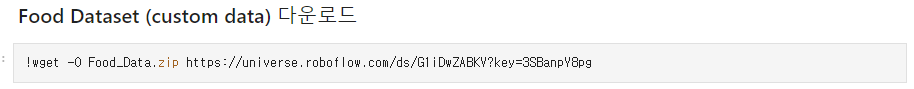 Food Dataset (custom data) 다운로드
!wget -O Food_Data.zip https://universe.roboflow.com/ds/G1iDwZABKV?key=3SBanpY8pg